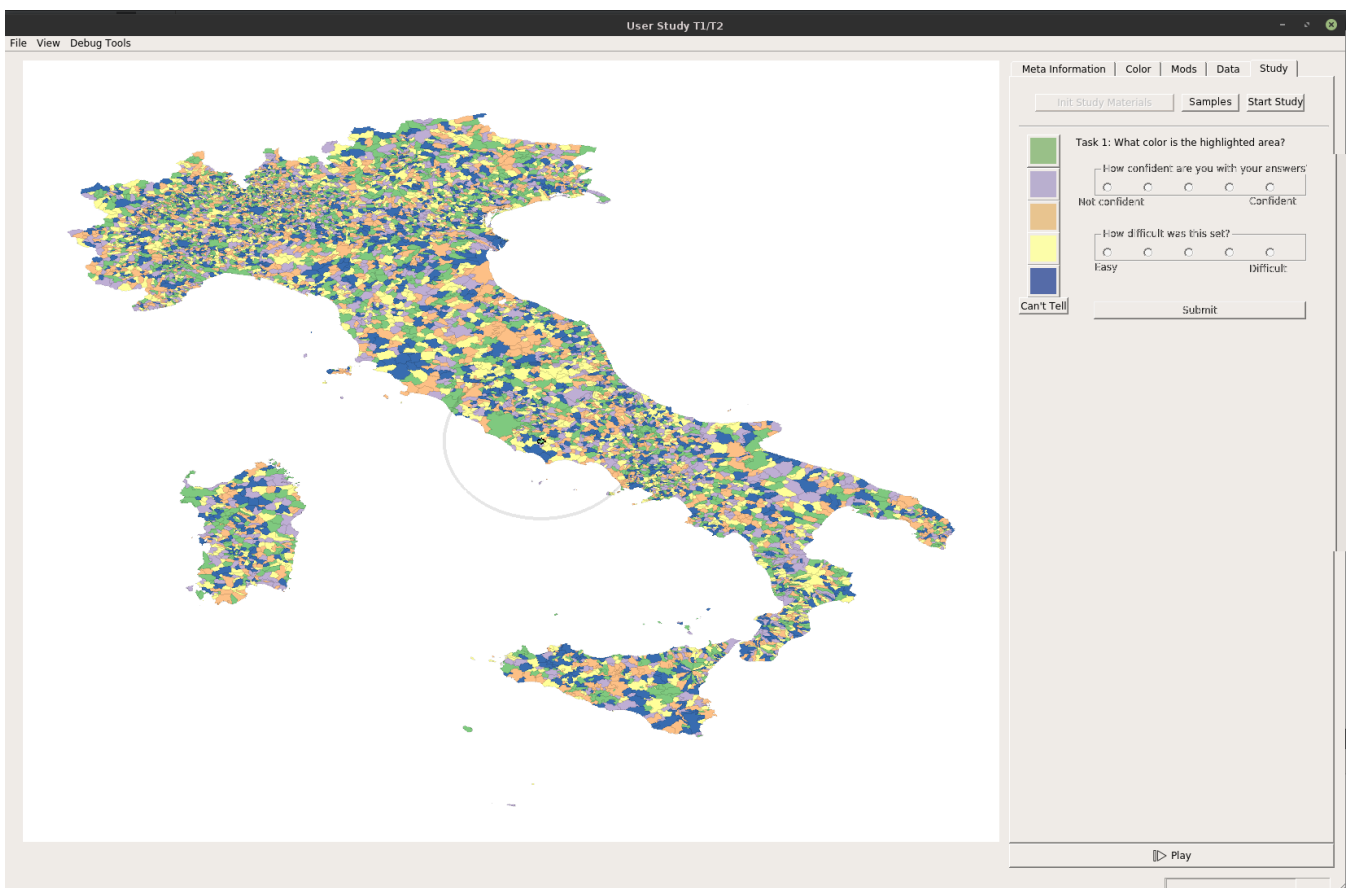 User Study T1/T2
File View Debug Tools
Meta Information Color Mods Data Study
Init Study Materials Samples Start Study
Task 1: What color is the highlighted area?
How confident are you with your answers?
Not confident Confident
How difficult was this set?
Easy Difficult
Can't Tell
Submit
Play